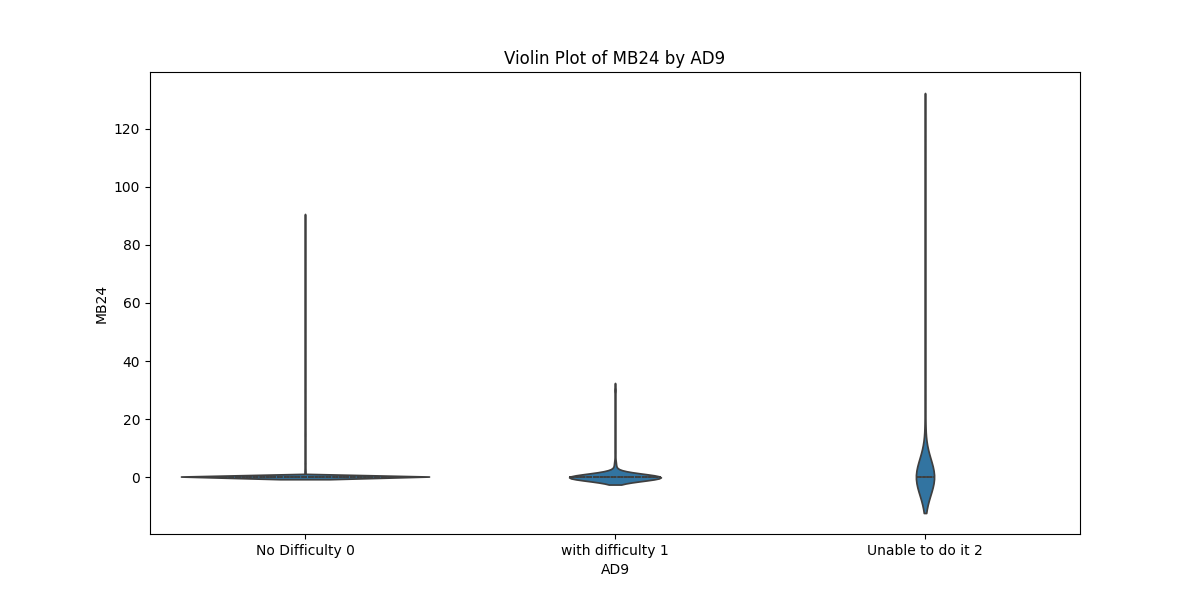 Violin Plot of MB24 by AD9
MB24
120
100
80
60
40
20
0
No Difficulty 0
with difficulty 1
Unable to do it 2
AD9